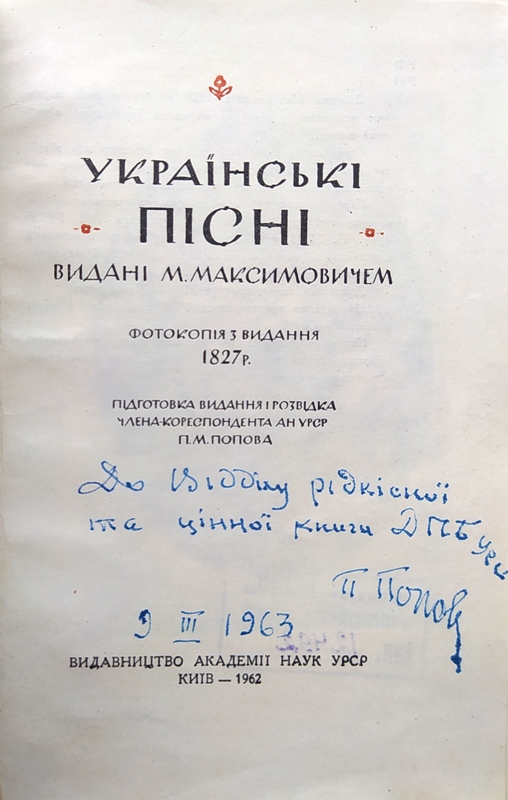 УКРАЇНСЬКІ
ПІСНІ
ВИДАНІ М. МАКСИМОВИЧЕМ
ФОТОКОПІЯ З ВИДАННЯ
1827 р.
ПІДГОТОВКА ВИДАННЯ І РОЗВІДКА
ЧЛЕНА-КОРЕСПОНДЕНТА АН УРСР
П. М. ПОПОВА
До Відділу рідкісної
та цінної книги ДПБ УРСР
П Попов
9 III 1963
ВИДАВНИЦТВО АКАДЕМІЇ НАУК УРСР
КИЇВ — 1962